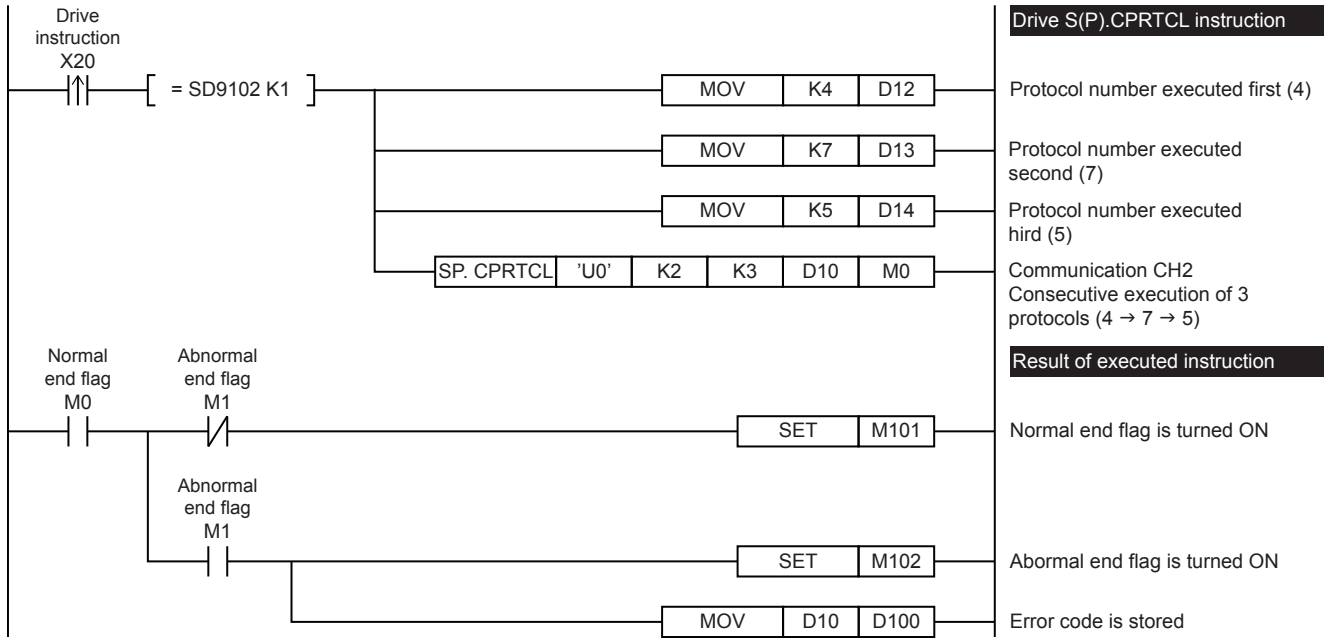 Drive
instruction
X20
= SD9102 K1
MOV K4 D12
Drive S(P).CPRTCL instruction
Protocol number executed first (4)
MOV K7 D13
Protocol number executed
second (7)
MOV K5 D14
Protocol number executed
hird (5)
SP. CPRTCL 'U0' K2 K3 D10 M0
Communication CH2
Consecutive execution of 3
protocols (4 → 7 → 5)
Normal
end flag
M0
Abnormal
end flag
M1
Result of executed instruction
SET M101
Normal end flag is turned ON
Abnormal
end flag
M1
SET M102
Abormal end flag is turned ON
MOV D10 D100
Error code is stored